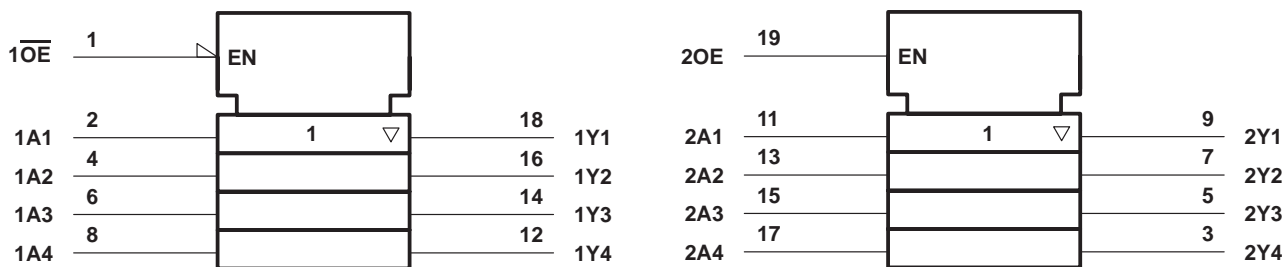 1 19
1O̅E̅ EN 2OE EN
2 1 18 11 1 9
1A1 1Y1 2A1 2Y1
4 16 13 7
1A2 1Y2 2A2 2Y2
6 14 15 5
1A3 1Y3 2A3 2Y3
8 12 17 3
1A4 1Y4 2A4 2Y4